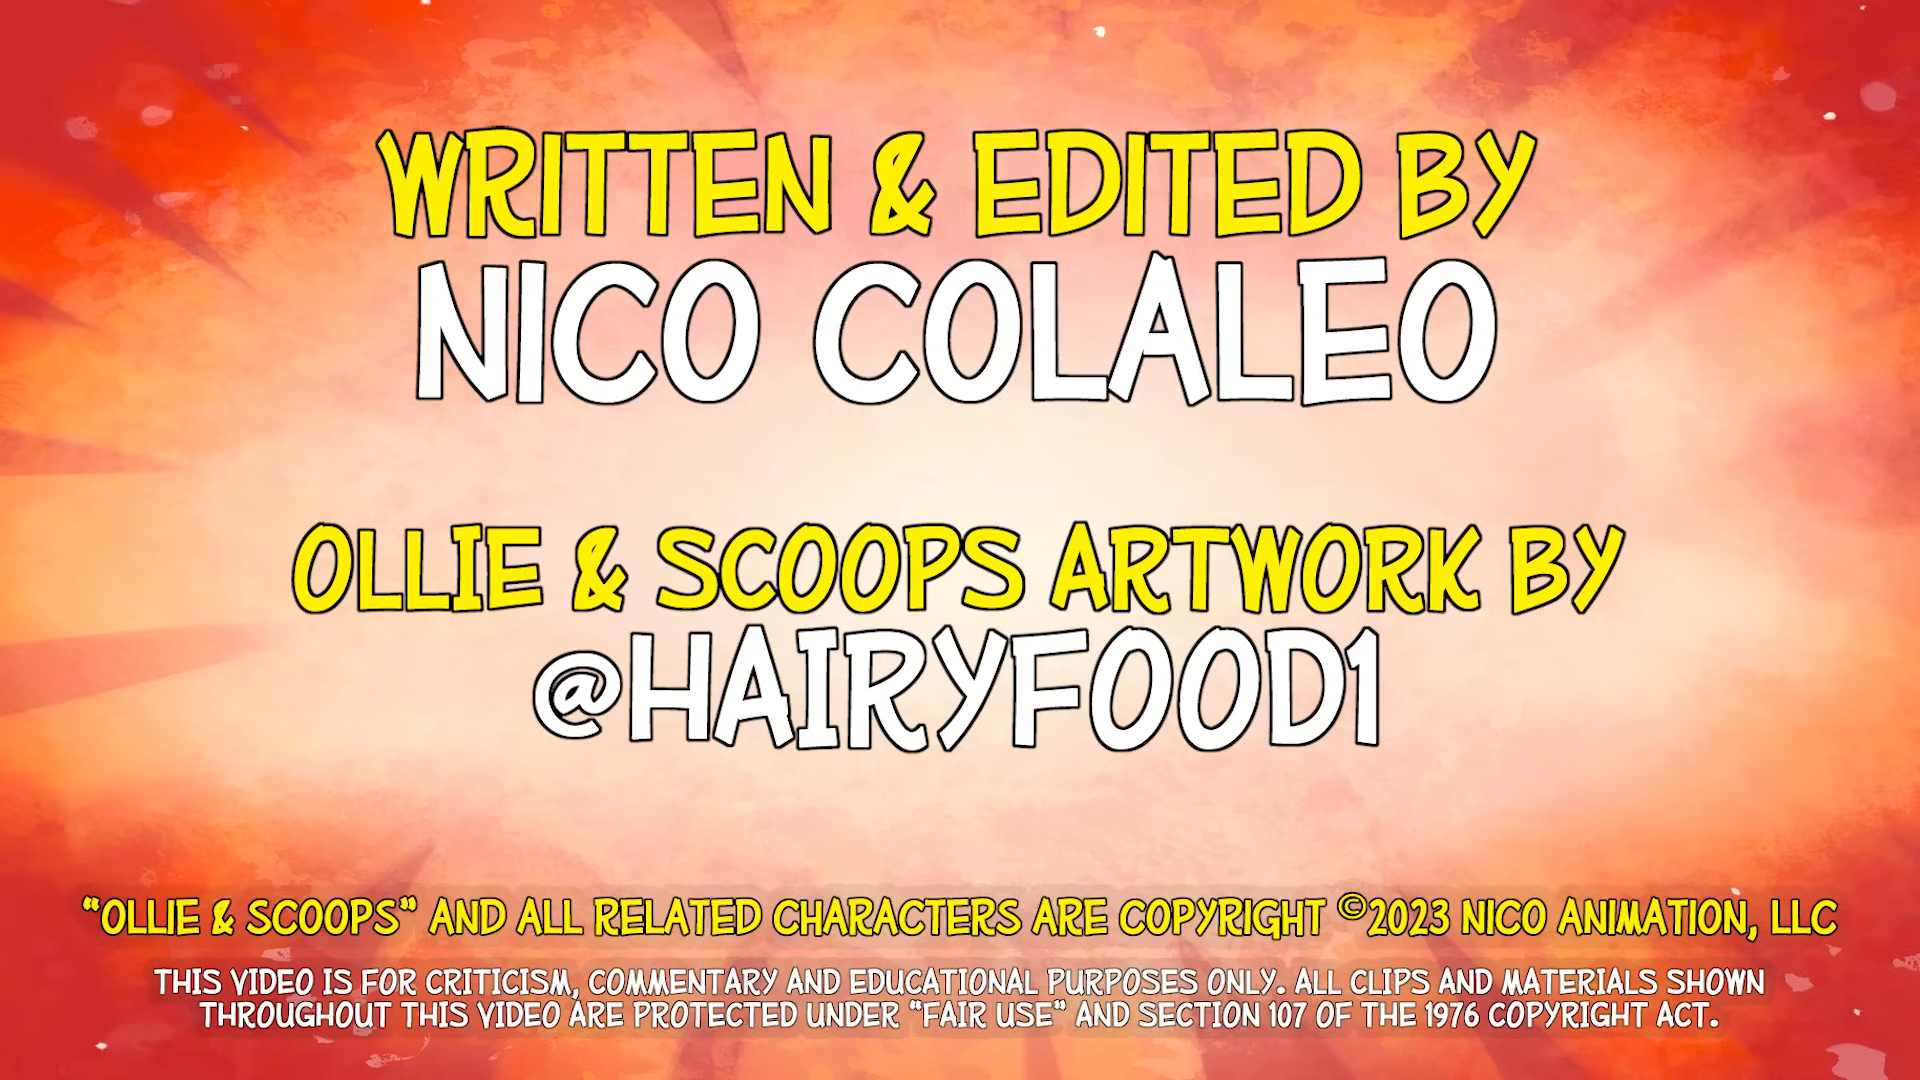 WRITTEN & EDITED BY
NICO COLALEO
OLLIE & SCOOPS ARTWORK BY
@HAIRYFOOD1
"OLLIE & SCOOPS" AND ALL RELATED CHARACTERS ARE COPYRIGHT ©2023 NICO ANIMATION, LLC
THIS VIDEO IS FOR CRITICISM, COMMENTARY AND EDUCATIONAL PURPOSES ONLY. ALL CLIPS AND MATERIALS SHOWN
THROUGHOUT THIS VIDEO ARE PROTECTED UNDER "FAIR USE" AND SECTION 107 OF THE 1976 COPYRIGHT ACT.